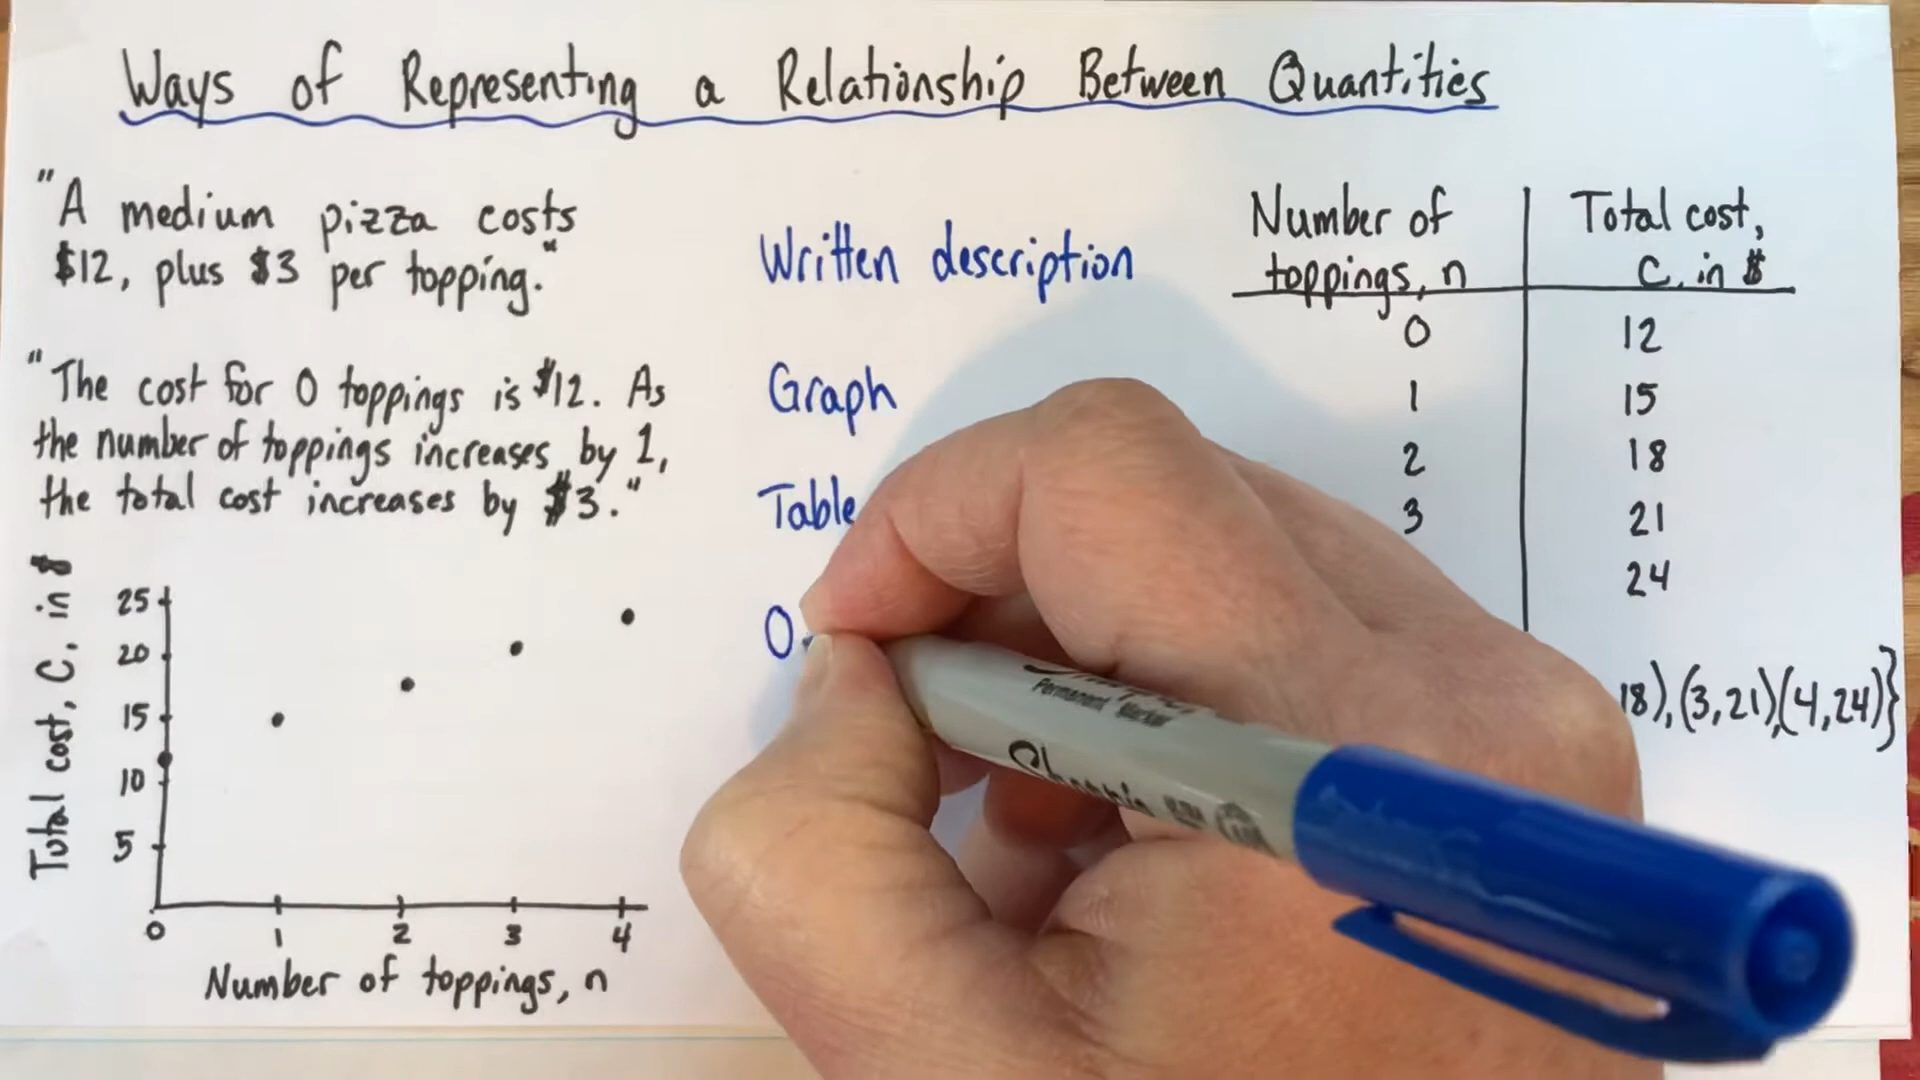 Ways of Representing a Relationship Between Quantities
"A medium pizza costs
$12, plus $3 per topping."
"The cost for 0 toppings is $12. As
the number of toppings increases by 1,
the total cost increases by $3."
Total cost, C, in $
25
20
15
10
5
0 1 2 3 4
Number of toppings, n
Written description
Graph
Table
O
Number of Total cost,
toppings, n C, in $
0 12
1 15
2 18
3 21
24
18),(3,21),(4,24)}
Permanent Marker
Sharpie